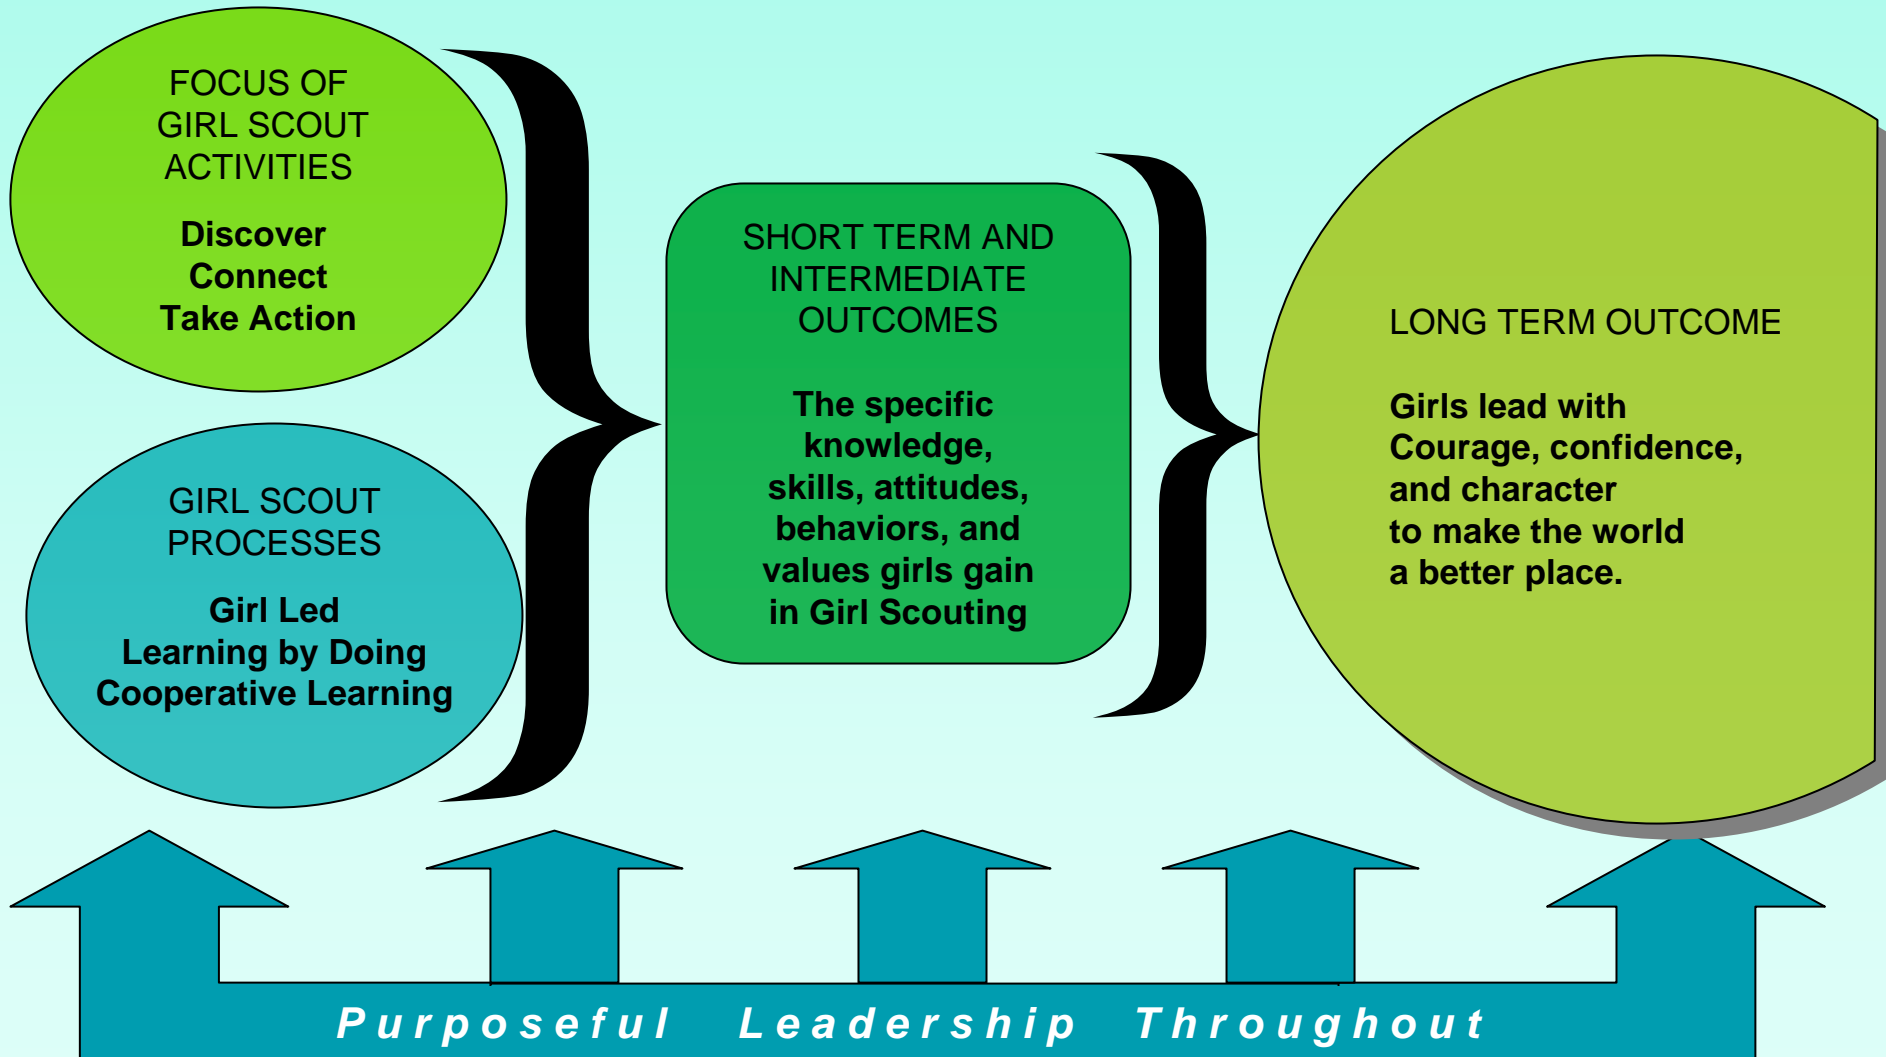 FOCUS OF
GIRL SCOUT
ACTIVITIES
Discover
Connect
Take Action
GIRL SCOUT
PROCESSES
Girl Led
Learning by Doing
Cooperative Learning
SHORT TERM AND
INTERMEDIATE
OUTCOMES
The specific
knowledge,
skills, attitudes,
behaviors, and
values girls gain
in Girl Scouting
LONG TERM OUTCOME
Girls lead with
Courage, confidence,
and character
to make the world
a better place.
Purposeful Leadership Throughout